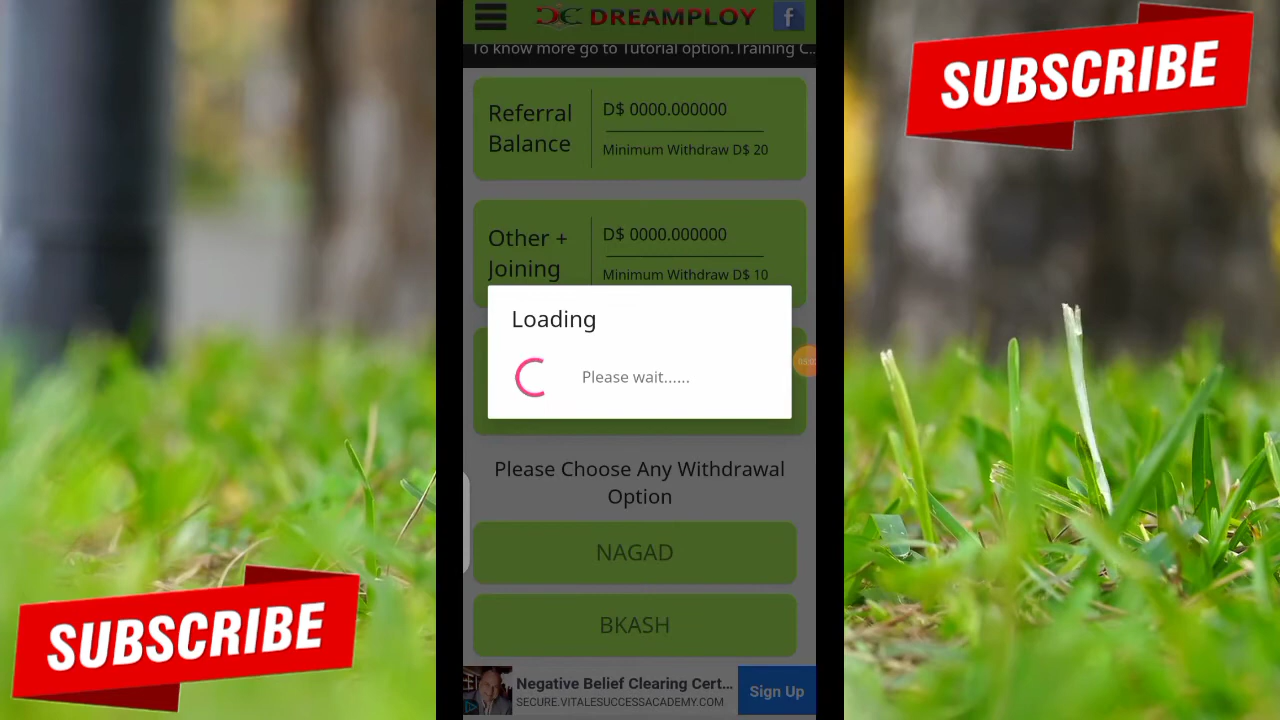 DREAMPLOY
f
To know more go to Tutorial option.Training C...
Referral
Balance
D$ 0000.000000
Minimum Withdraw D$ 20
Other +
Joining
D$ 0000.000000
Minimum Withdraw D$ 10
Loading
Please wait......
Please Choose Any Withdrawal
Option
NAGAD
BKASH
Negative Belief Clearing Cert...
SECURE.VITALESUCCESSACADEMY.COM
Sign Up
SUBSCRIBE
SUBSCRIBE